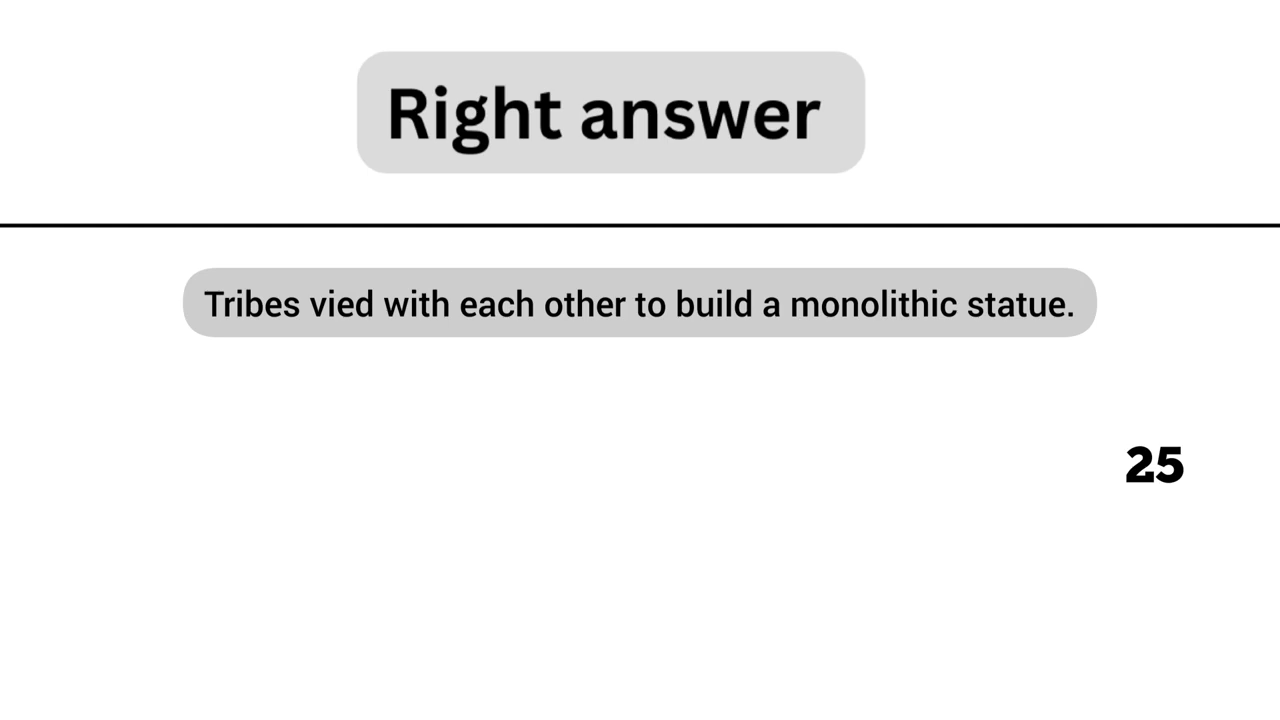 Right answer
Tribes vied with each other to build a monolithic statue.
25